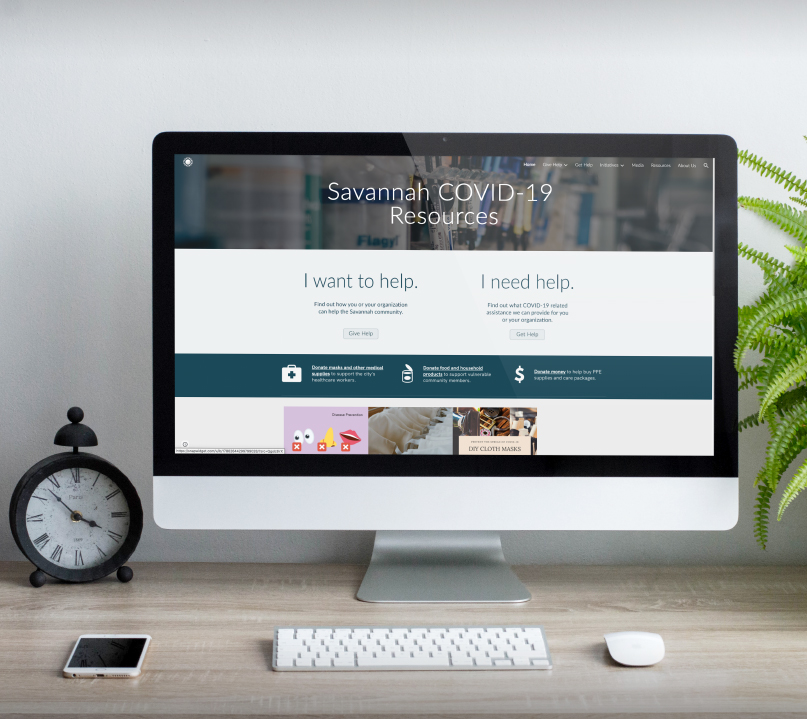 Home Give Help Get Help Initiatives Media Resources About Us
Savannah COVID-19
Resources
I want to help.
I need help.
Find out how you or your organization
can help the Savannah community.
Find out what COVID-19 related
assistance we can provide for you
or your organization.
Give Help
Get Help
Donate masks and other medical
supplies to support the city's
healthcare workers.
Donate food and household
products to support vulnerable
community members.
Donate money to help buy PPE
supplies and care packages.
Disease Prevention
DIY CLOTH MASKS
Paris